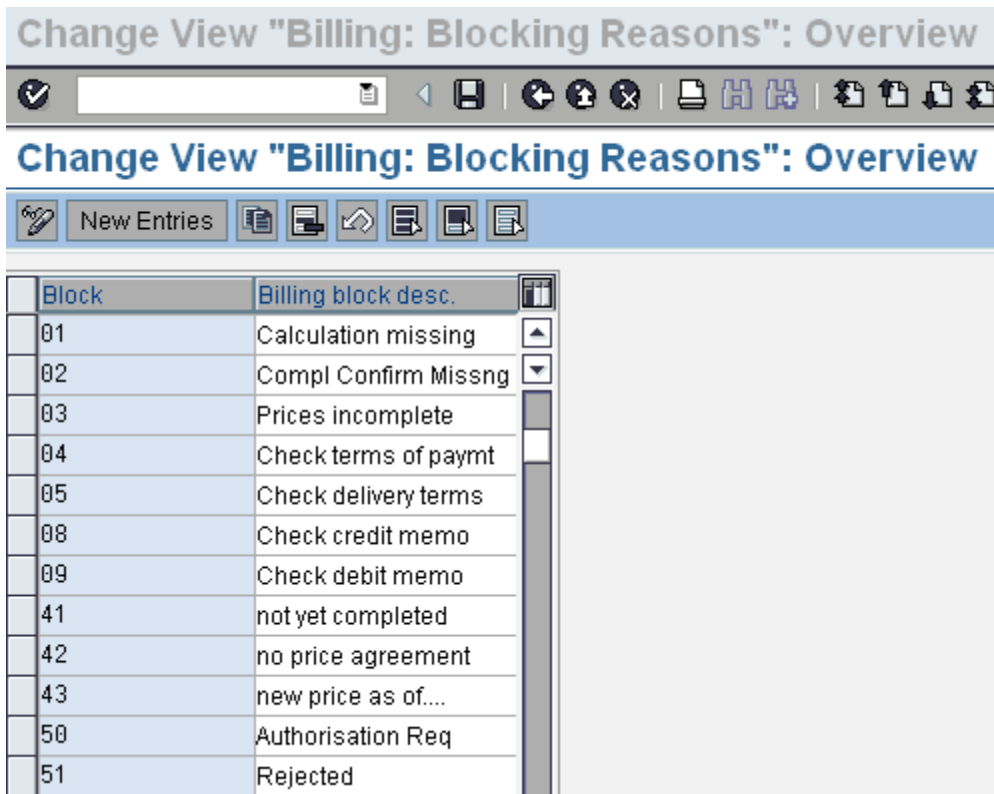 Change View "Billing: Blocking Reasons": Overview
Change View "Billing: Blocking Reasons": Overview
New Entries
Block Billing block desc.
01 Calculation missing
02 Compl Confirm Missng
03 Prices incomplete
04 Check terms of paymt
05 Check delivery terms
08 Check credit memo
09 Check debit memo
41 not yet completed
42 no price agreement
43 new price as of....
50 Authorisation Req
51 Rejected